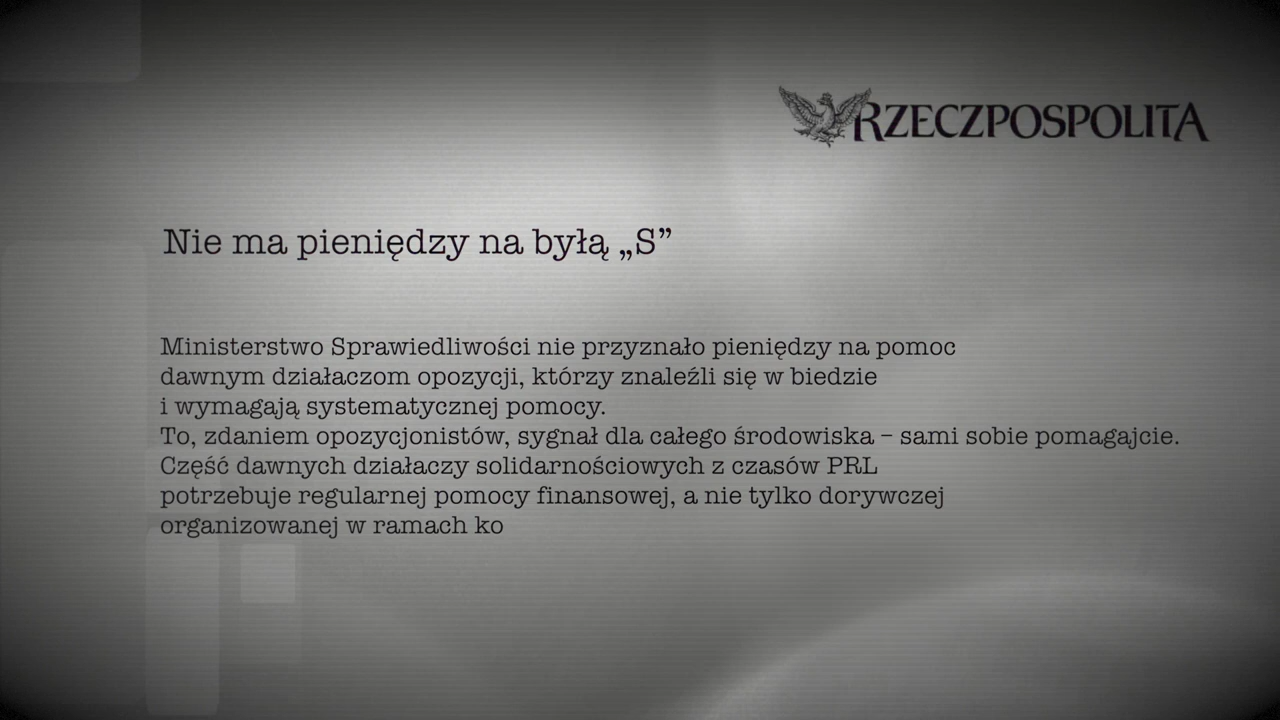 RZECZPOSPOLITA
Nie ma pieniędzy na byłą „S”
Ministerstwo Sprawiedliwości nie przyznało pieniędzy na pomoc
dawnym działaczom opozycji, którzy znaleźli się w biedzie
i wymagają systematycznej pomocy.
To, zdaniem opozycjonistów, sygnał dla całego środowiska – sami sobie pomagajcie.
Część dawnych działaczy solidarnościowych z czasów PRL
potrzebuje regularnej pomocy finansowej, a nie tylko dorywczej
organizowanej w ramach ko